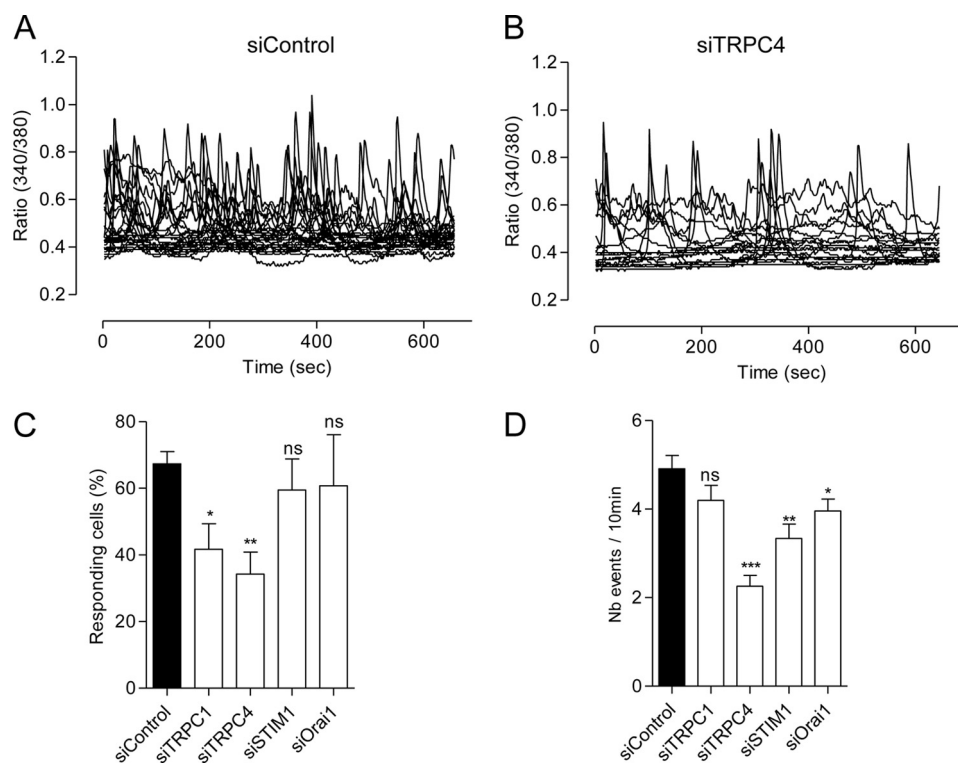 A
siControl
Ratio (340/380)
1.2
1.0
0.8
0.6
0.4
0.2
0
200
400
600
Time (sec)
B
siTRPC4
Ratio (340/380)
1.2
1.0
0.8
0.6
0.4
0.2
0
200
400
600
Time (sec)
C
Responding cells (%)
80
60
40
20
0
*
**
ns
ns
siControl
siTRPC1
siTRPC4
siSTIM1
siOrai1
D
Nb events / 10min
6
4
2
0
ns
***
**
*
siControl
siTRPC1
siTRPC4
siSTIM1
siOrai1